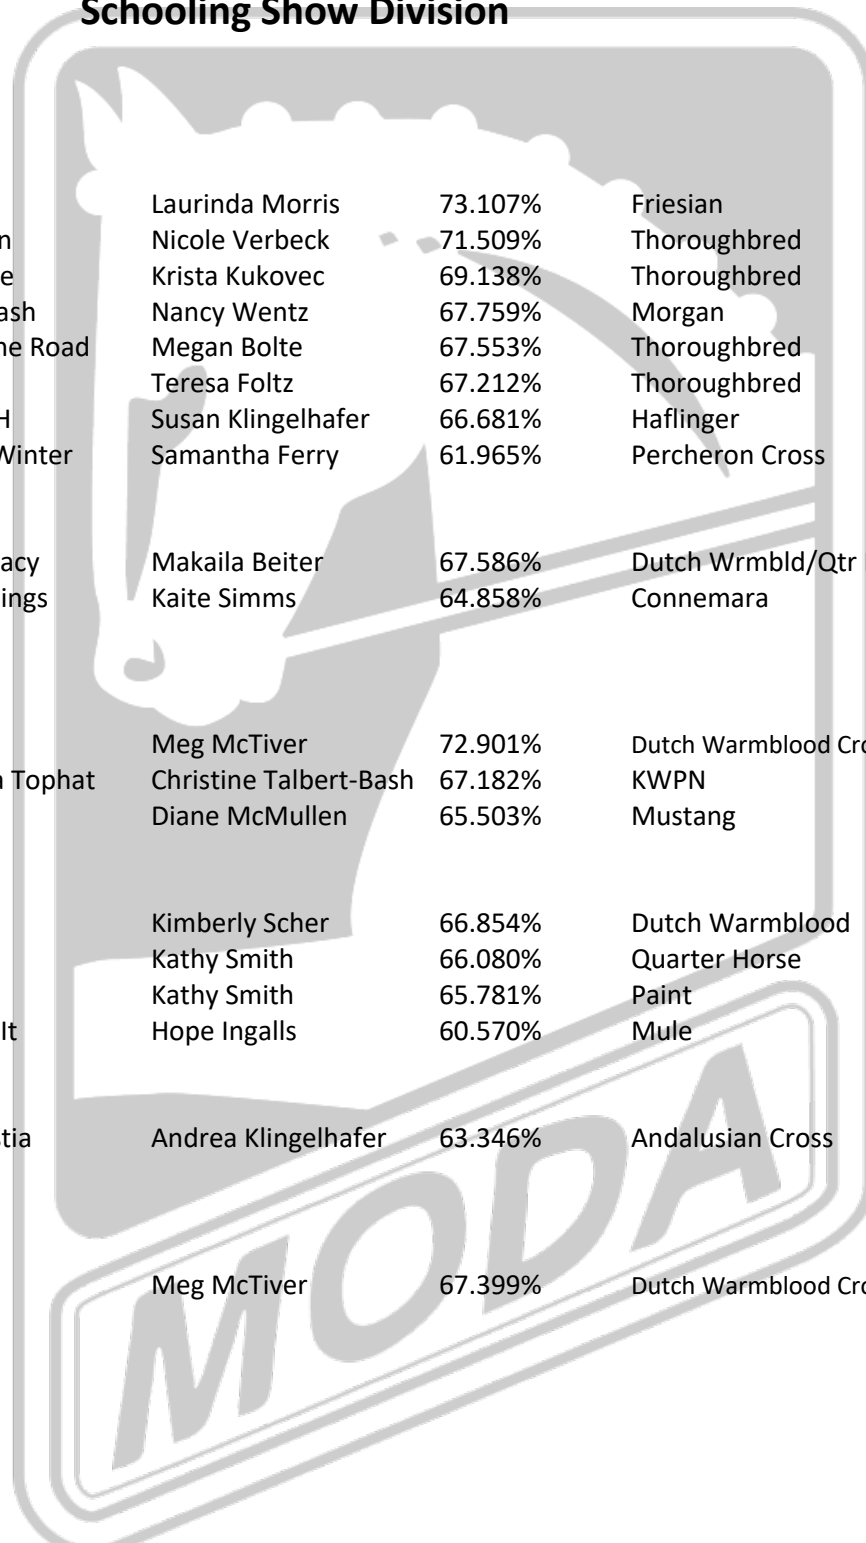 Schooling Show Division
Laurinda Morris 73.107% Friesian
n Nicole Verbeck 71.509% Thoroughbred
e Krista Kukovec 69.138% Thoroughbred
ash Nancy Wentz 67.759% Morgan
ne Road Megan Bolte 67.553% Thoroughbred
Teresa Foltz 67.212% Thoroughbred
H Susan Klingelhafer 66.681% Haflinger
Winter Samantha Ferry 61.965% Percheron Cross
acy Makaila Beiter 67.586% Dutch Wrmbld/Qtr
ings Kaite Simms 64.858% Connemara
Meg McTiver 72.901% Dutch Warmblood Cro
n Tophat Christine Talbert-Bash 67.182% KWPN
Diane McMullen 65.503% Mustang
Kimberly Scher 66.854% Dutch Warmblood
Kathy Smith 66.080% Quarter Horse
Kathy Smith 65.781% Paint
It Hope Ingalls 60.570% Mule
tia Andrea Klingelhafer 63.346% Andalusian Cross
Meg McTiver 67.399% Dutch Warmblood Cro
MODA